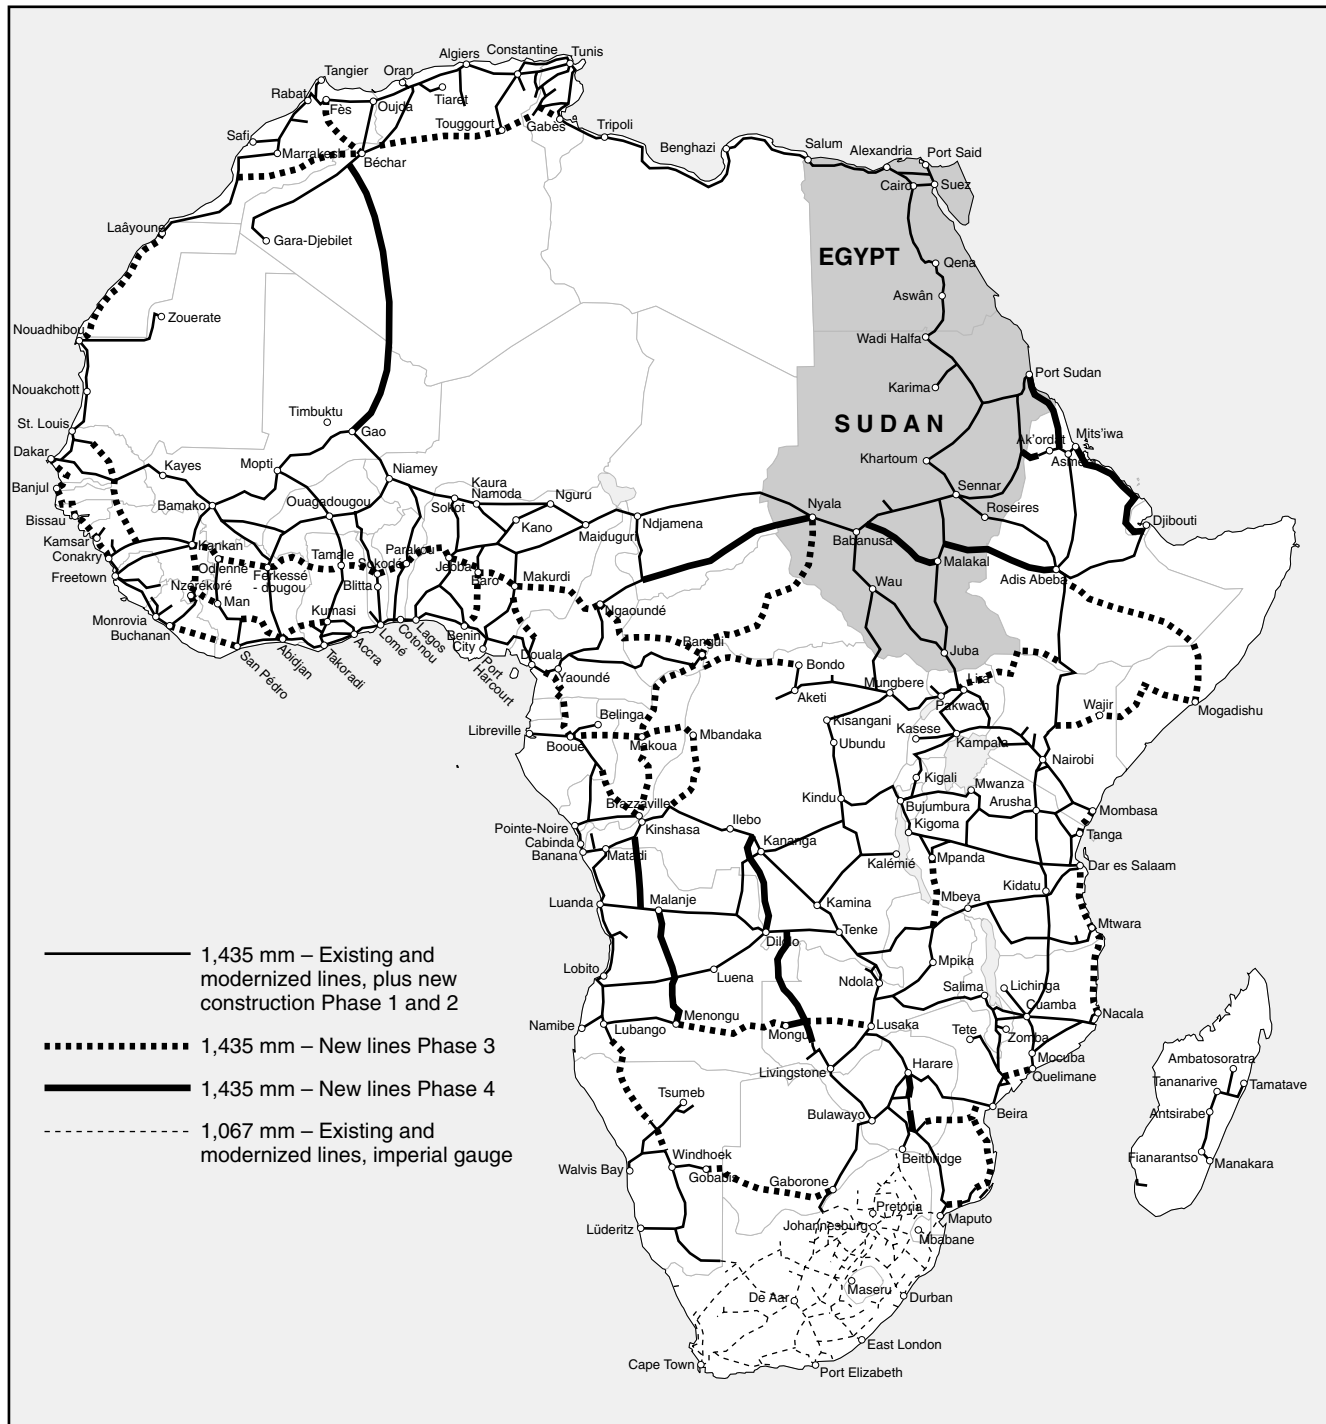 Algiers
Constantine
Tunis
Tangier
Oran
Rabat
Fès
Oujda
Tiaret
Touggourt
Gabès
Tripoli
Safi
Marrakesh
Béchar
Benghazi
Salum
Alexandria
Port Said
Cairo
Suez
Laâyoune
Gara-Djebilet
EGYPT
Qena
Aswân
Zouerate
Nouadhibou
Wadi Halfa
Nouakchott
Karima
Port Sudan
Timbuktu
St. Louis
Gao
SUDAN
Ak'ordat
Mits'iwa
Asmera
Dakar
Kayes
Mopti
Niamey
Khartoum
Banjul
Bamako
Ouagadougou
Kaura
Namoda
Sokot
Nguru
Sennar
Bissau
Kano
Ndjamena
Nyala
Roseires
Djibouti
Kamsar
Conakry
Kankan
Odienne
Tamale
Parakou
Sokodé
Maiduguri
Babanusa
Freetown
Nzérékoré
Ferkessé
- dougou
Blitta
Jebba
Baro
Makurdi
Malakal
Adis Abeba
Man
Kumasi
Ngaoundé
Wau
Monrovia
Buchanan
San Pédro
Abidjan
Takoradi
Accra
Lomé
Cotonou
Lagos
Benin
City
Port
Harcourt
Douala
Yaoundé
Bangui
Bondo
Juba
Aketi
Mungbere
Lira
Pakwach
Wajir
Mogadishu
Libreville
Belinga
Booue
Makoua
Mbandaka
Kisangani
Ubundu
Kasese
Kampala
Nairobi
Kigali
Mwanza
Brazzaville
Kindu
Bujumbura
Arusha
Mombasa
Pointe-Noire
Cabinda
Banana
Kinshasa
Ilebo
Kigoma
Tanga
Matadi
Kananga
Kalémié
Mpanda
Dar es Salaam
Luanda
Malanje
Kamina
Mbeya
Kidatu
Mtwara
Dilolo
Tenke
Lobito
Luena
Ndola
Mpika
Salima
Lichinga
Cuamba
Namibe
Lubango
Menongu
Mongu
Lusaka
Tete
Zomba
Nacala
Mocuba
Quelimane
Livingstone
Harare
Ambatosoratra
Tananarive
Tamatave
Tsumeb
Bulawayo
Beira
Antsirabe
Walvis Bay
Windhoek
Gobabis
Gaborone
Beitbridge
Fianarantso
Manakara
Lüderitz
Pretoria
Johannesburg
Maputo
Mbabane
De Aar
Maseru
Durban
Cape Town
East London
Port Elizabeth
1,435 mm – Existing and
modernized lines, plus new
construction Phase 1 and 2
1,435 mm – New lines Phase 3
1,435 mm – New lines Phase 4
1,067 mm – Existing and
modernized lines, imperial gauge